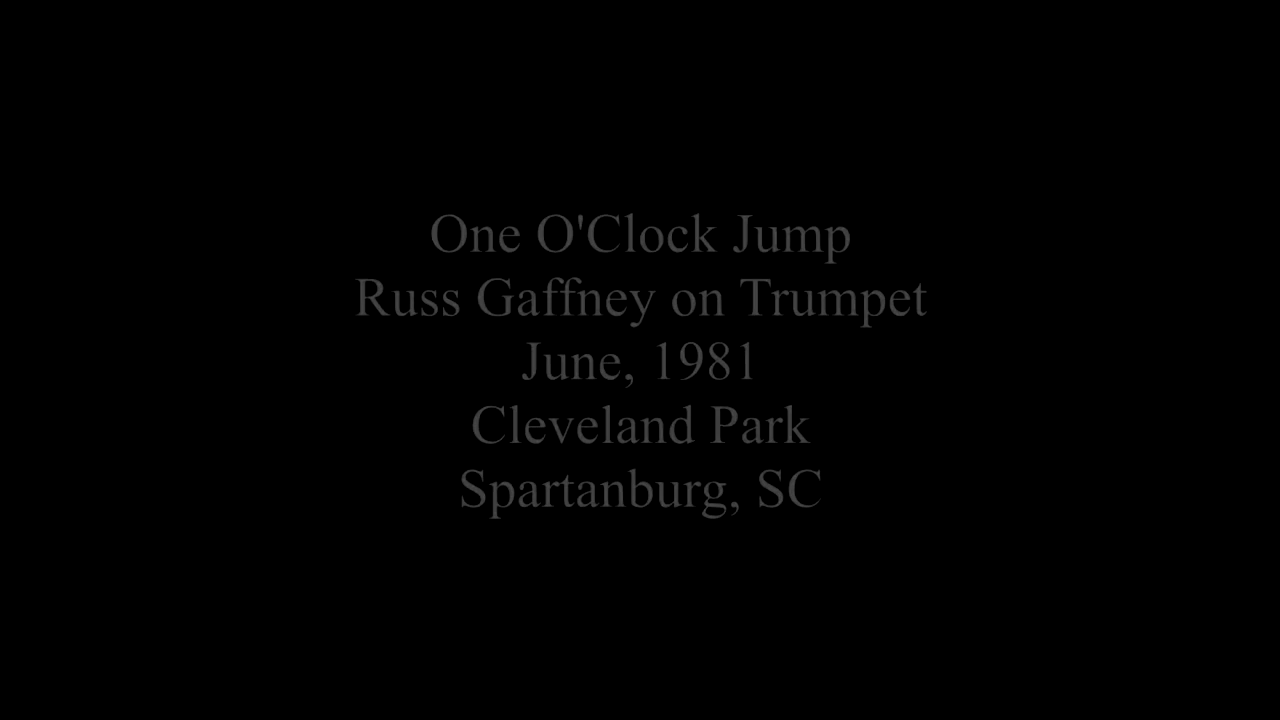 One O'Clock Jump
Russ Gaffney on Trumpet
June, 1981
Cleveland Park
Spartanburg, SC